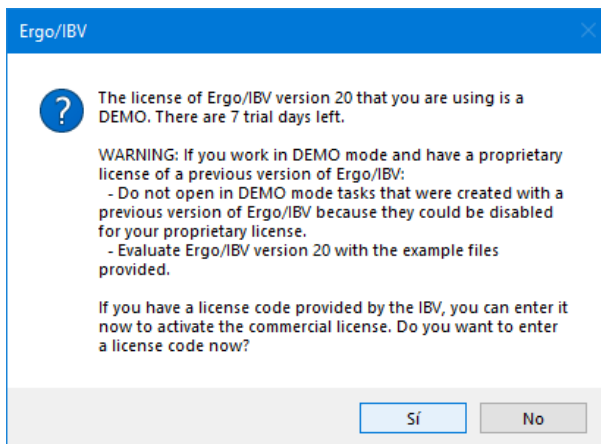 Ergo/IBV
The license of Ergo/IBV version 20 that you are using is a
DEMO. There are 7 trial days left.
WARNING: If you work in DEMO mode and have a proprietary
license of a previous version of Ergo/IBV:
- Do not open in DEMO mode tasks that were created with a
previous version of Ergo/IBV because they could be disabled
for your proprietary license.
- Evaluate Ergo/IBV version 20 with the example files
provided.
If you have a license code provided by the IBV, you can enter it
now to activate the commercial license. Do you want to enter
a license code now?
Sí No